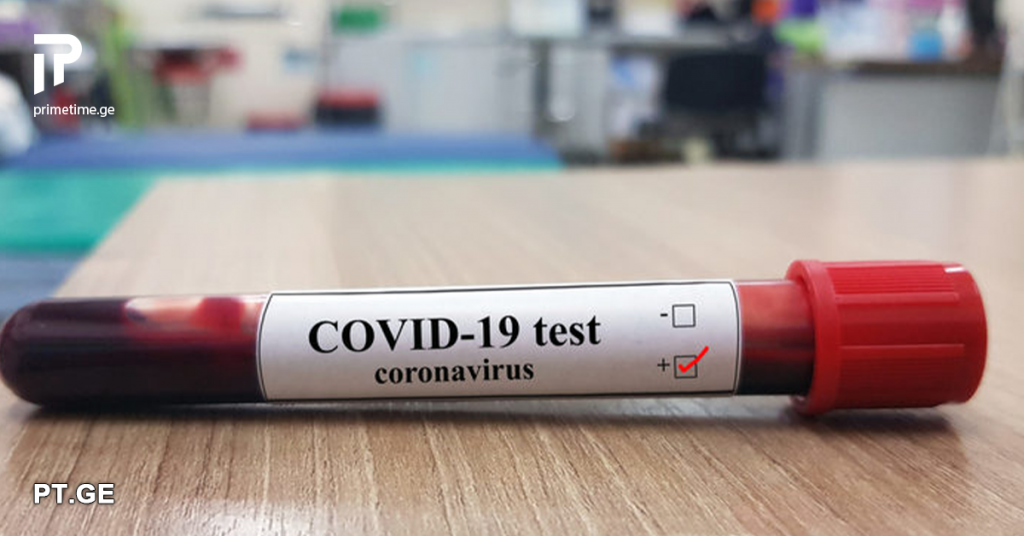 primetime.ge
COVID-19 test
coronavirus
-
+
PT.GE